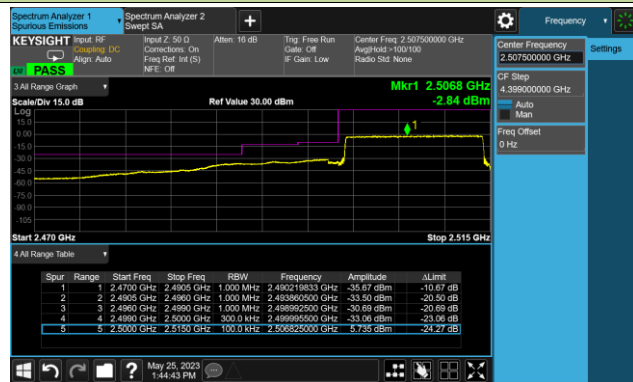 Spectrum Analyzer 1
Spurious Emissions
Spectrum Analyzer 2
Swept SA
Frequency
KEYSIGHT
Input: RF
Coupling: DC
Align: Auto
Input Z: 50 Ω
Corrections: On
Freq Ref: Int (S)
NFE: Off
Atten: 16 dB
Trig: Free Run
Gate: Off
IF Gain: Low
Center Freq: 2.507500000 GHz
Avg|Hold:>100/100
Radio Std: None
LM PASS
Center Frequency
2.507500000 GHz
Settings
CF Step
4.399000000 GHz
Auto
Man
Freq Offset
0 Hz
3 All Range Graph
Mkr1 2.5068 GHz
Scale/Div 15.0 dB
Ref Value 30.00 dBm
-2.84 dBm
Log
15.0
0.00
-15.0
-30.0
-45.0
-60.0
-75.0
-90.0
-105
1
Start 2.470 GHz
Stop 2.515 GHz
4 All Range Table
Spur Range Start Freq Stop Freq RBW Frequency Amplitude ΔLimit
1 1 2.4700 GHz 2.4905 GHz 1.000 MHz 2.490219833 GHz -35.67 dBm -10.67 dB
2 2 2.4905 GHz 2.4960 GHz 1.000 MHz 2.493860500 GHz -33.50 dBm -20.50 dB
3 3 2.4960 GHz 2.4990 GHz 1.000 MHz 2.498992500 GHz -30.69 dBm -20.69 dB
4 4 2.4990 GHz 2.5000 GHz 300.0 kHz 2.499995500 GHz -33.06 dBm -23.06 dB
5 5 2.5000 GHz 2.5150 GHz 100.0 kHz 2.506825000 GHz 5.735 dBm -24.27 dB
May 25, 2023
1:44:43 PM